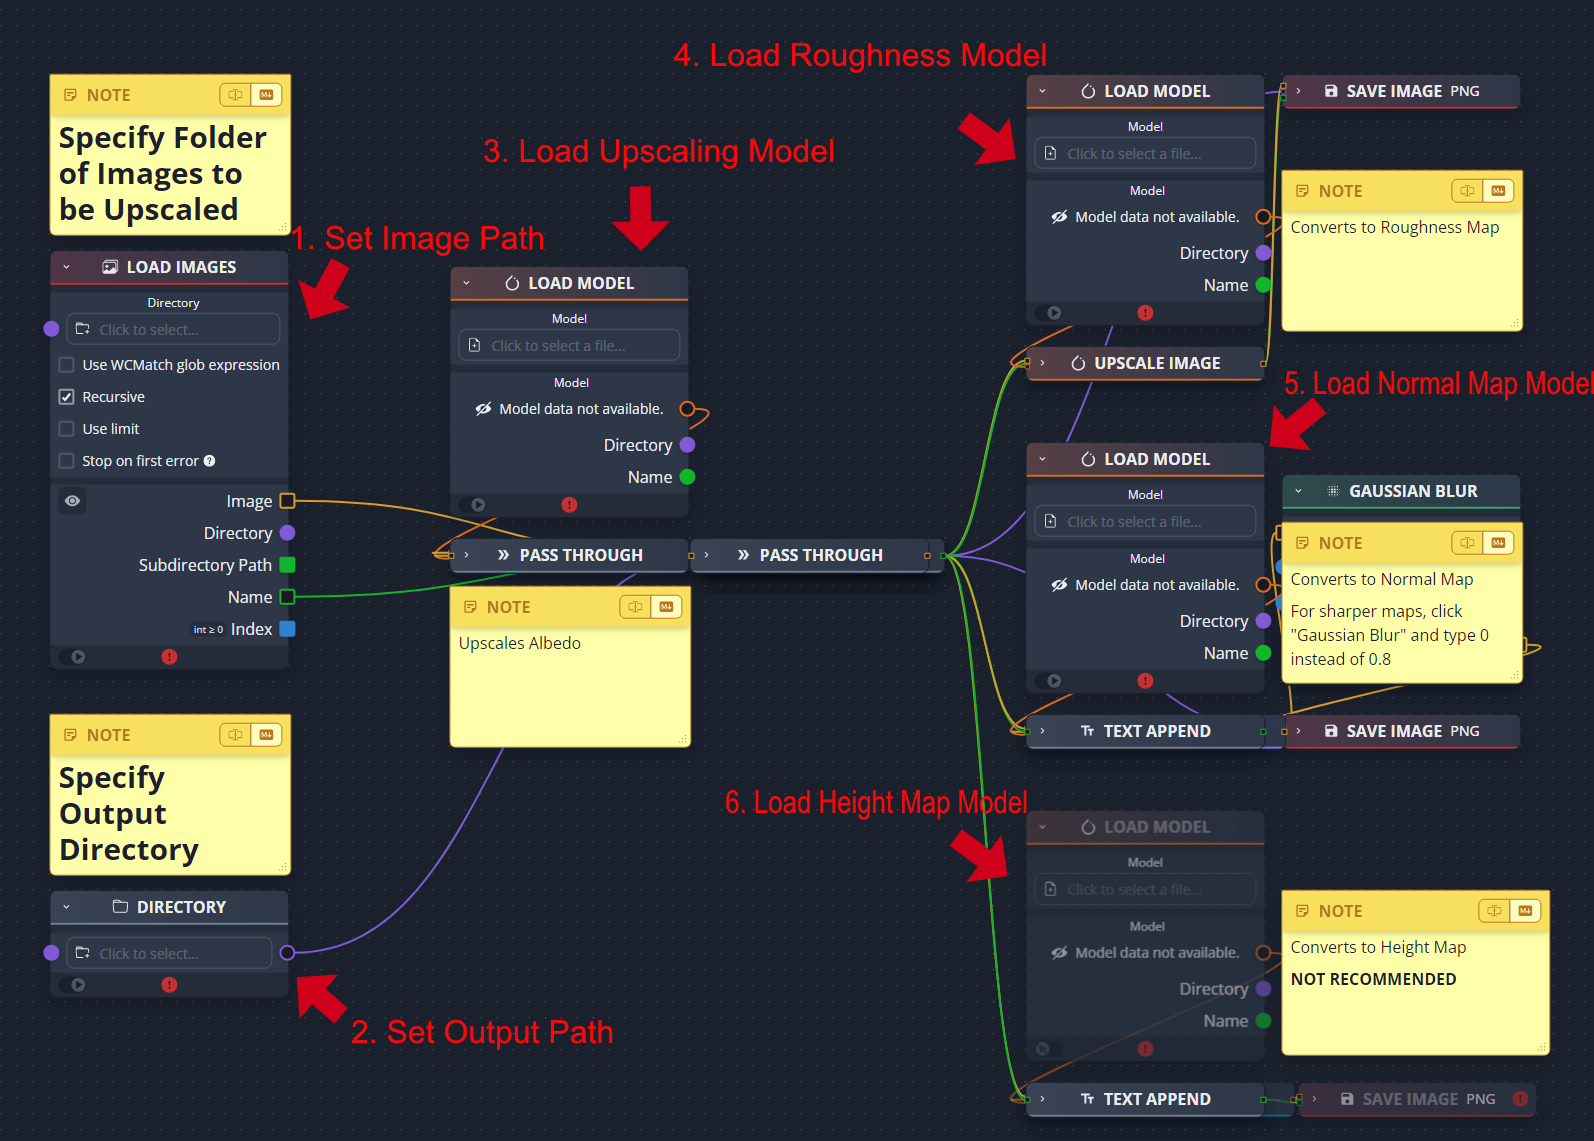 4. Load Roughness Model
NOTE
Specify Folder
of Images to
be Upscaled
1. Set Image Path
LOAD IMAGES
Directory
Click to select...
Use WCMatch glob expression
Recursive
Use limit
Stop on first error ?
Image
Directory
Subdirectory Path
Name
int ≥ 0 Index
!
NOTE
Specify
Output
Directory
DIRECTORY
Click to select...
!
2. Set Output Path
3. Load Upscaling Model
LOAD MODEL
Model
Click to select a file...
Model
Model data not available.
Directory
Name
!
PASS THROUGH
PASS THROUGH
NOTE
Upscales Albedo
LOAD MODEL
Model
Click to select a file...
Model
Model data not available.
Directory
Name
!
UPSCALE IMAGE
SAVE IMAGE PNG
NOTE
Converts to Roughness Map
5. Load Normal Map Model
LOAD MODEL
Model
Click to select a file...
Model
Model data not available.
Directory
Name
!
TEXT APPEND
GAUSSIAN BLUR
NOTE
Converts to Normal Map
For sharper maps, click
"Gaussian Blur" and type 0
instead of 0.8
SAVE IMAGE PNG
6. Load Height Map Model
LOAD MODEL
Model
Click to select a file...
Model
Model data not available.
Directory
Name
!
TEXT APPEND
NOTE
Converts to Height Map
NOT RECOMMENDED
SAVE IMAGE PNG !